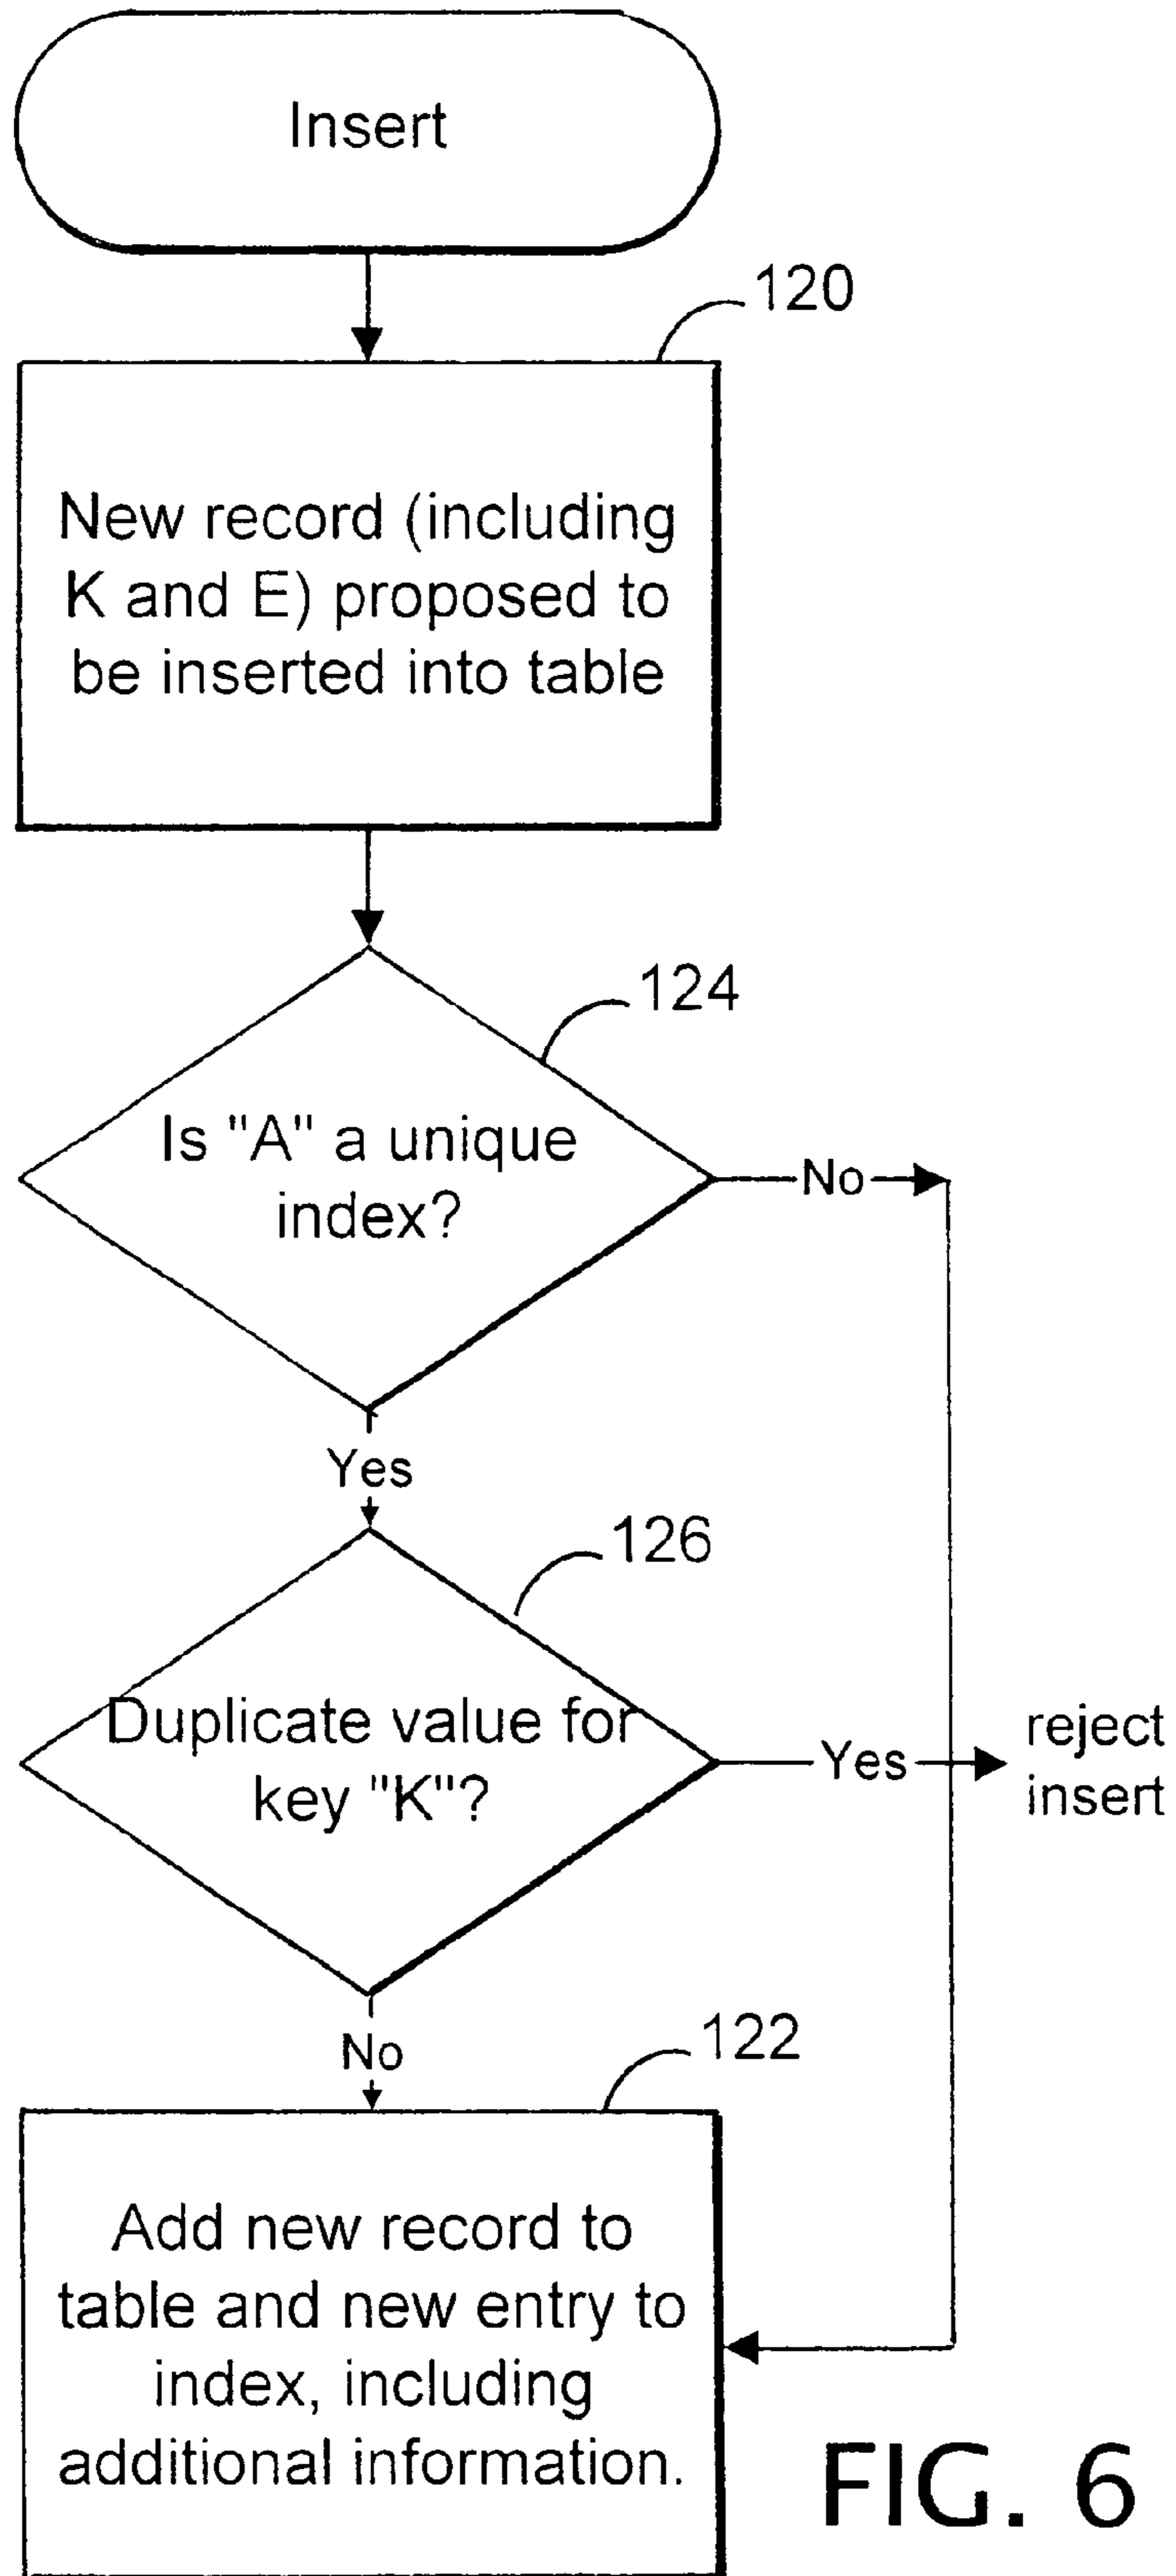 Insert
120
New record (including
K and E) proposed to
be inserted into table
124
Is "A" a unique
index?
No
Yes
126
Duplicate value for
key "K"?
Yes
reject
insert
No
122
Add new record to
table and new entry to
index, including
additional information.
FIG. 6